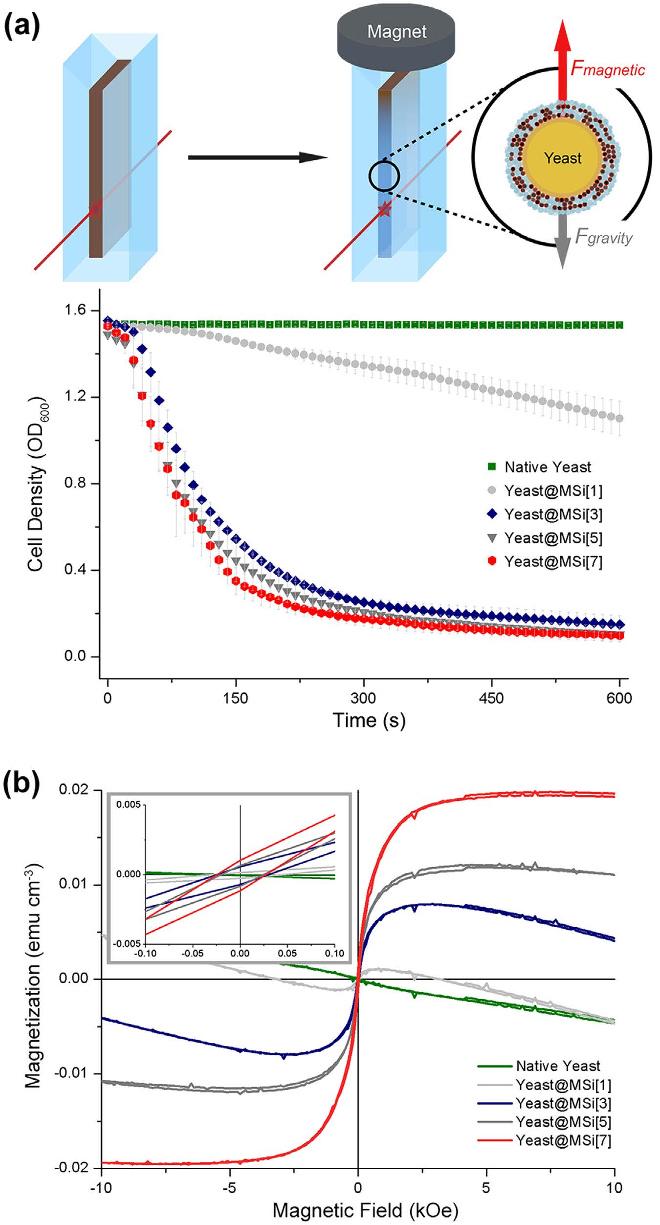 (a)
Magnet
Fmagnetic
Yeast
Fgravity
1.6
1.2
0.8
0.4
0.0
Cell Density (OD600)
Native Yeast
Yeast@MSi[1]
Yeast@MSi[3]
Yeast@MSi[5]
Yeast@MSi[7]
0 150 300 450 600
Time (s)
(b)
0.02
0.01
0.00
-0.01
-0.02
Magnetization (emu cm-3)
0.005
0.000
-0.005
-0.10 -0.05 0.00 0.05 0.10
Native Yeast
Yeast@MSi[1]
Yeast@MSi[3]
Yeast@MSi[5]
Yeast@MSi[7]
-10 -5 0 5 10
Magnetic Field (kOe)